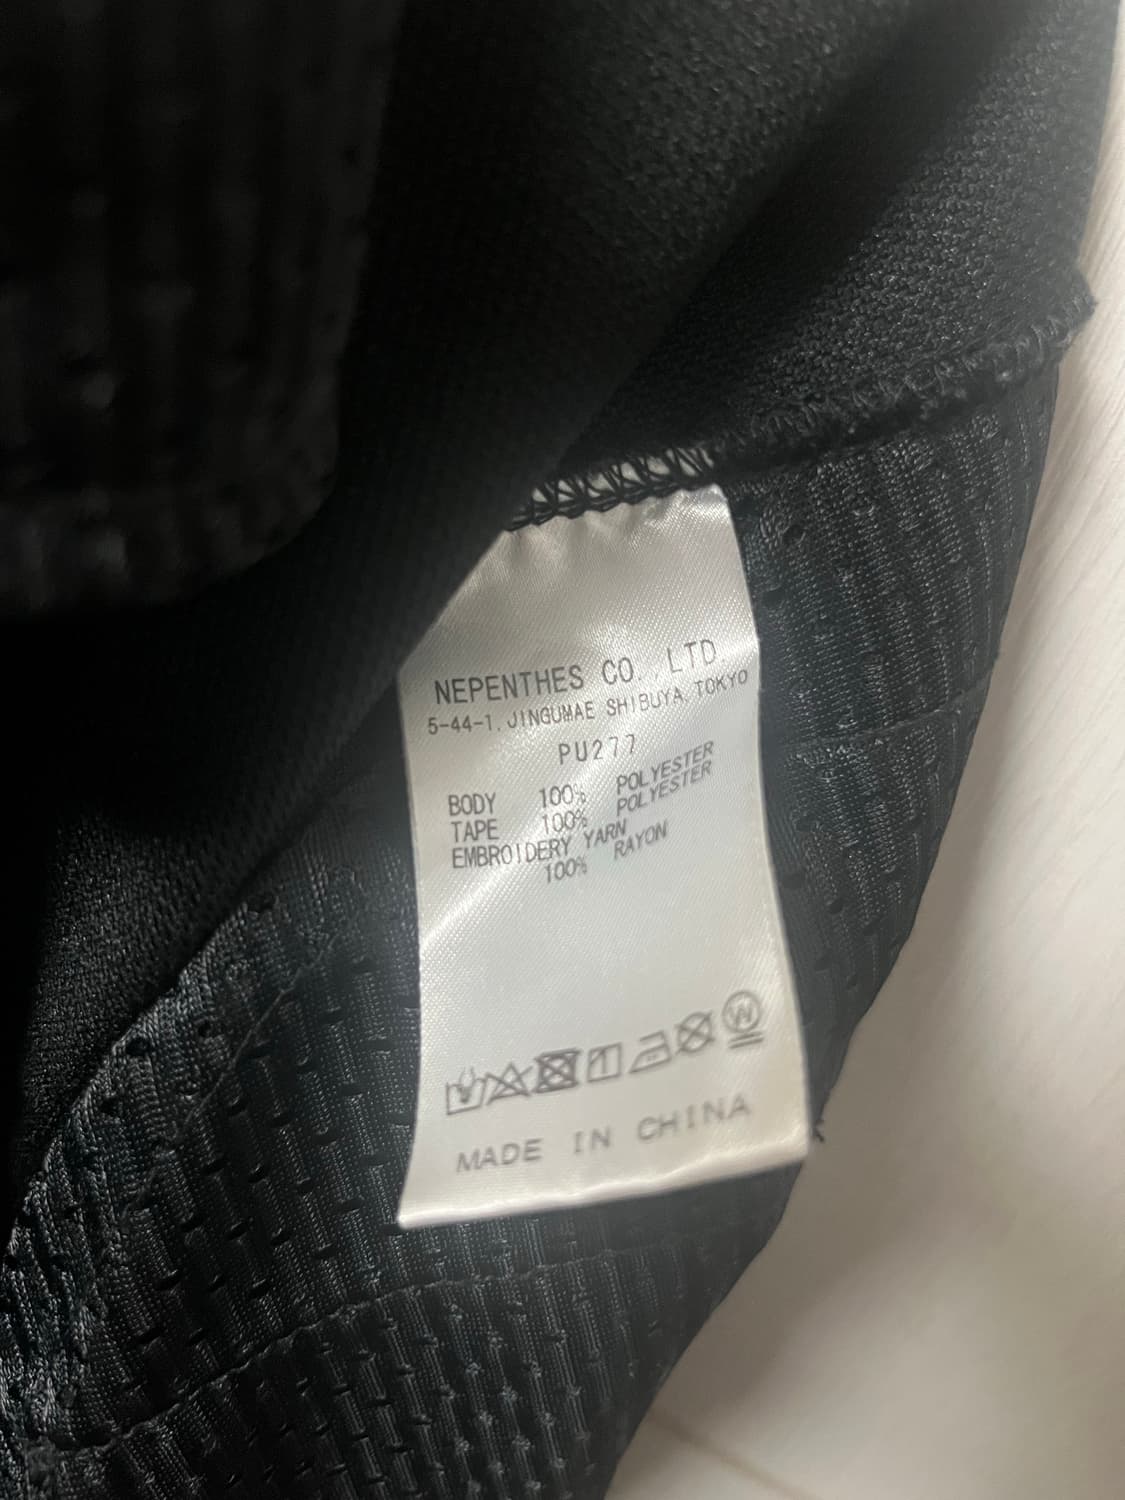 NEPENTHES CO.,LTD.
5-44-1,JINGUMAE SHIBUYA,TOKYO
PU277
BODY 100% POLYESTER
TAPE 100% POLYESTER
EMBROIDERY YARN
100% RAYON
W
MADE IN CHINA